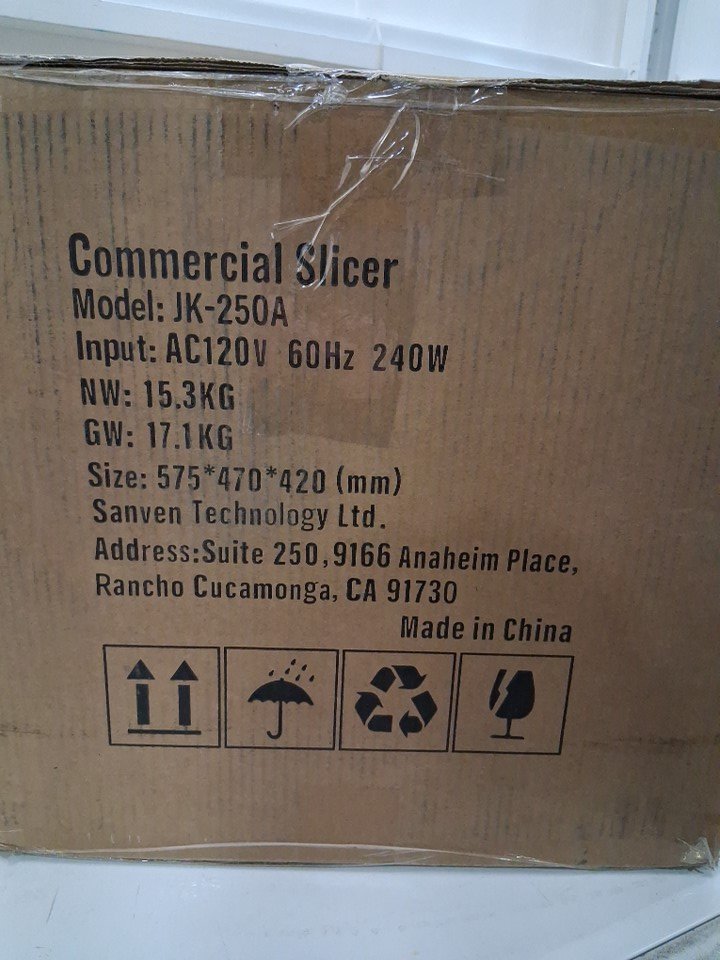 Commercial Slicer
Model: JK-250A
Input: AC120V 60Hz 240W
NW: 15.3KG
GW: 17.1KG
Size: 575*470*420 (mm)
Sanven Technology Ltd.
Address:Suite 250,9166 Anaheim Place,
Rancho Cucamonga, CA 91730
Made in China